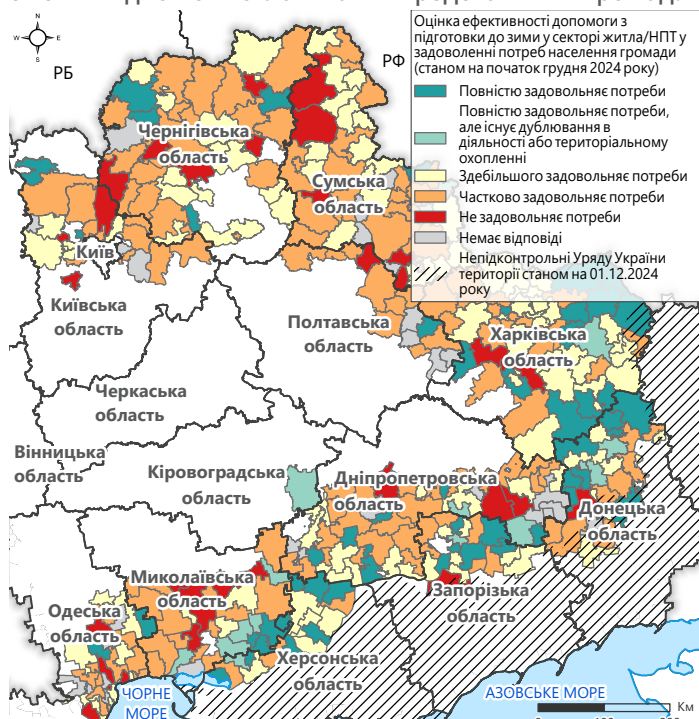 Оцінка ефективності допомоги з
підготовки до зими у секторі житла/НПТ у
задоволенні потреб населення громади
(станом на початок грудня 2024 року)
Повністю задовольняє потреби
Повністю задовольняє потреби,
але існує дублювання в
діяльності або територіальному
охопленні
Здебільшого задовольняє потреби
Частково задовольняє потреби
Не задовольняє потреби
Немає відповіді
Непідконтрольні Уряду України
території станом на 01.12.2024
року
N
W
E
S
РБ
РФ
Чернігівська
область
Сумська
область
Київ
Київська
область
Полтавська
область
Харківська
область
Черкаська
область
Вінницька
область
Кіровоградська
область
Дніпропетровська
область
Донецька
область
Миколаївська
область
Запорізька
область
Одеська
область
Херсонська
область
ЧОРНЕ
МОРЕ
АЗОВСЬКЕ МОРЕ
Км